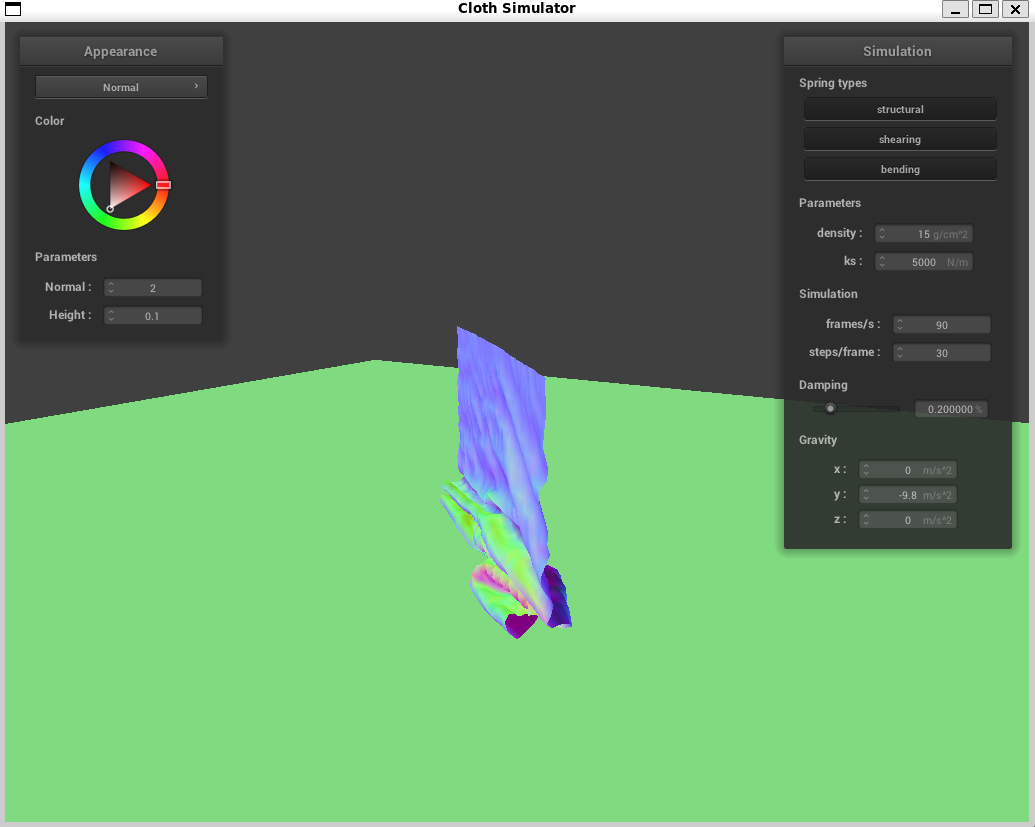 Cloth Simulator
Appearance
Normal
Color
Parameters
Normal : 2
Height : 0.1
Simulation
Spring types
structural
shearing
bending
Parameters
density : 15 g/cm^2
ks : 5000 N/m
Simulation
frames/s : 90
steps/frame : 30
Damping
0.200000 %
Gravity
x : 0 m/s^2
y : -9.8 m/s^2
z : 0 m/s^2